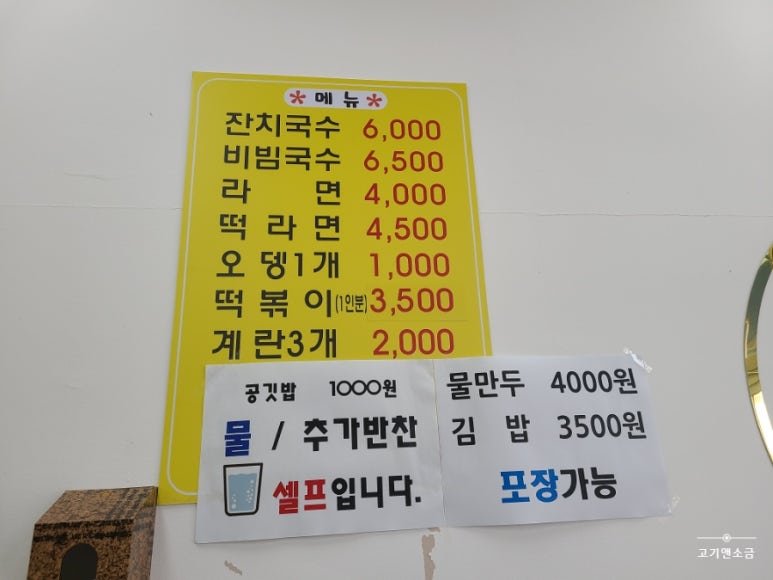 * 메 뉴 *
잔치국수 6,000
비빔국수 6,500
라 면 4,000
떡 라 면 4,500
오 뎅1개 1,000
떡 볶 이(1인분)3,500
계 란3개 2,000
공깃밥 1000원
물 / 추가반찬
셀프입니다.
물만두 4000원
김 밥 3500원
포장가능
고기앤소금